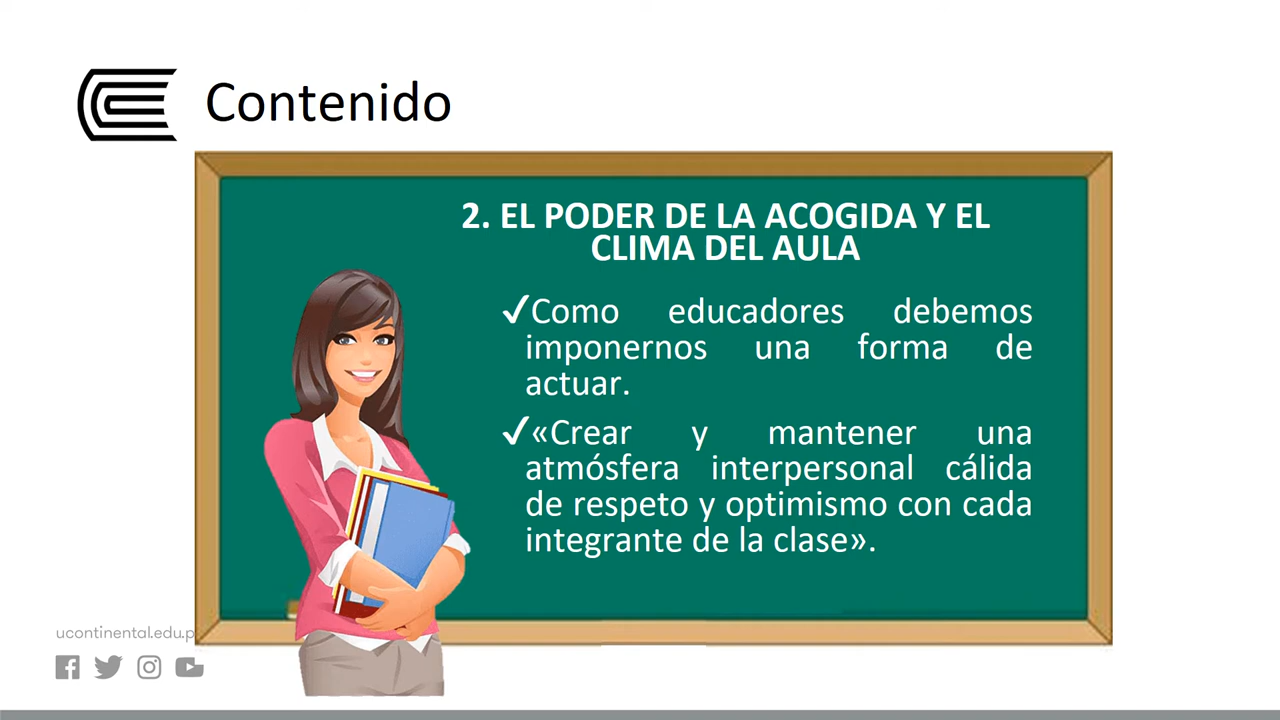 Contenido
2. EL PODER DE LA ACOGIDA Y EL
CLIMA DEL AULA
✓Como educadores debemos
imponernos una forma de
actuar.
✓«Crear y mantener una
atmósfera interpersonal cálida
de respeto y optimismo con cada
integrante de la clase».
ucontinental.edu.p